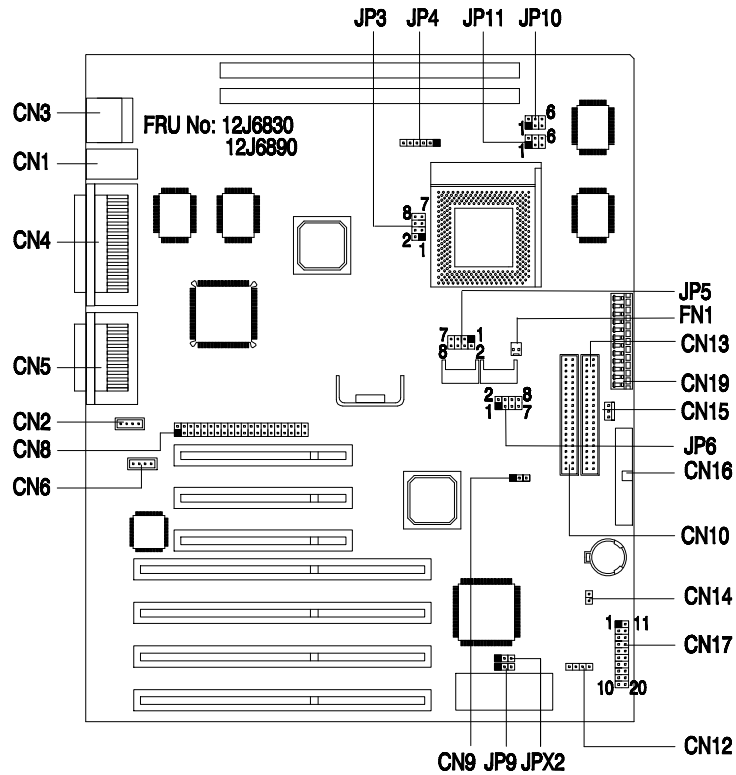 JP3 JP4 JP11 JP10
CN3
FRU No: 12J6830
12J6890
6
1
6
1
CN1
8 7
2 1
CN4
JP5
FN1
7 1
8 2
CN13
CN5
CN19
2 8
1 7
CN15
CN2
CN8
JP6
CN16
CN6
CN10
CN14
1 11
CN17
10 20
CN12
CN9 JP9 JPX2